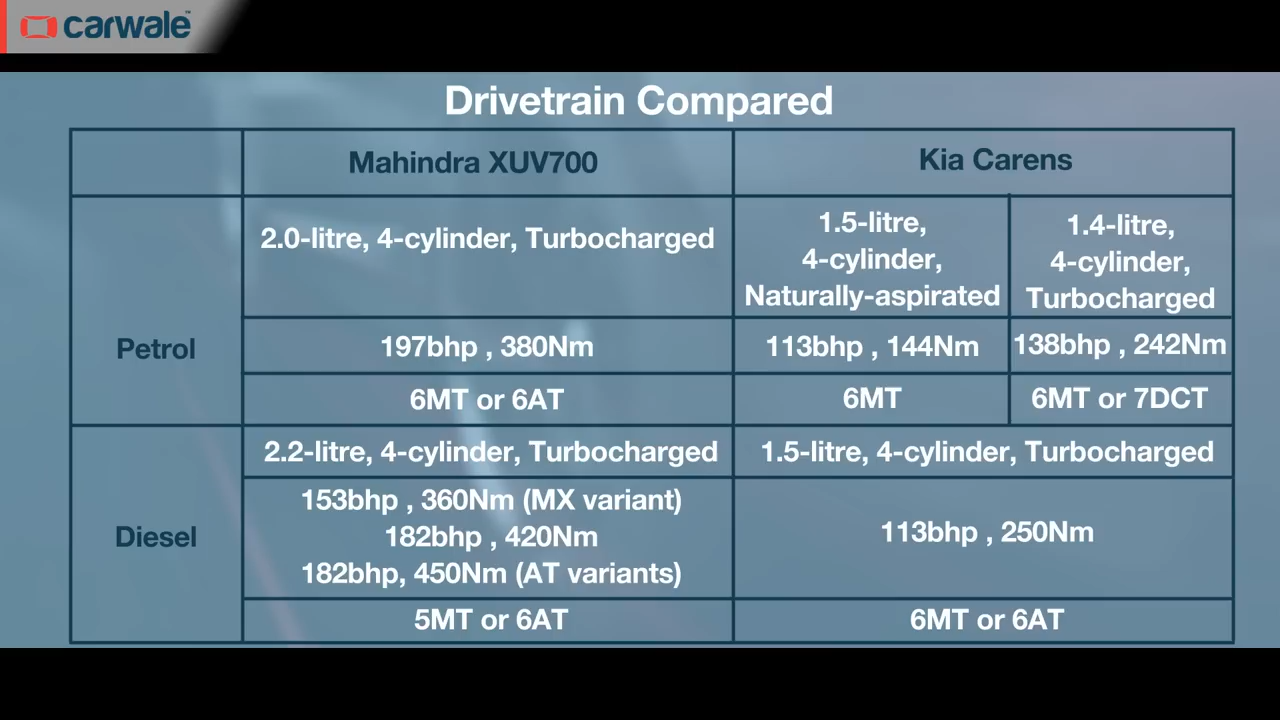 carwale™
Drivetrain Compared
Mahindra XUV700
Kia Carens
Petrol
2.0-litre, 4-cylinder, Turbocharged
1.5-litre,
4-cylinder,
Naturally-aspirated
1.4-litre,
4-cylinder,
Turbocharged
197bhp , 380Nm
113bhp , 144Nm
138bhp , 242Nm
6MT or 6AT
6MT
6MT or 7DCT
Diesel
2.2-litre, 4-cylinder, Turbocharged
1.5-litre, 4-cylinder, Turbocharged
153bhp , 360Nm (MX variant)
182bhp , 420Nm
182bhp, 450Nm (AT variants)
113bhp , 250Nm
5MT or 6AT
6MT or 6AT